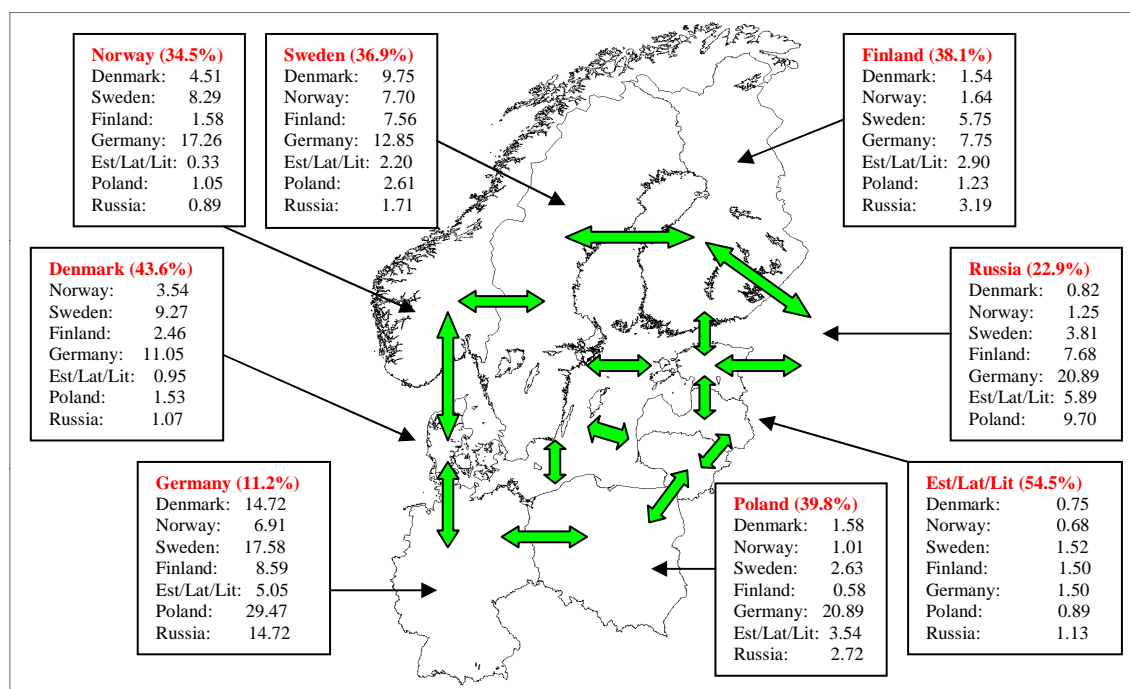 Norway (34.5%)
Denmark: 4.51
Sweden: 8.29
Finland: 1.58
Germany: 17.26
Est/Lat/Lit: 0.33
Poland: 1.05
Russia: 0.89
Sweden (36.9%)
Denmark: 9.75
Norway: 7.70
Finland: 7.56
Germany: 12.85
Est/Lat/Lit: 2.20
Poland: 2.61
Russia: 1.71
Finland (38.1%)
Denmark: 1.54
Norway: 1.64
Sweden: 5.75
Germany: 7.75
Est/Lat/Lit: 2.90
Poland: 1.23
Russia: 3.19
Denmark (43.6%)
Norway: 3.54
Sweden: 9.27
Finland: 2.46
Germany: 11.05
Est/Lat/Lit: 0.95
Poland: 1.53
Russia: 1.07
Russia (22.9%)
Denmark: 0.82
Norway: 1.25
Sweden: 3.81
Finland: 7.68
Germany: 20.89
Est/Lat/Lit: 5.89
Poland: 9.70
Germany (11.2%)
Denmark: 14.72
Norway: 6.91
Sweden: 17.58
Finland: 8.59
Est/Lat/Lit: 5.05
Poland: 29.47
Russia: 14.72
Poland (39.8%)
Denmark: 1.58
Norway: 1.01
Sweden: 2.63
Finland: 0.58
Germany: 20.89
Est/Lat/Lit: 3.54
Russia: 2.72
Est/Lat/Lit (54.5%)
Denmark: 0.75
Norway: 0.68
Sweden: 1.52
Finland: 1.50
Germany: 1.50
Poland: 0.89
Russia: 1.13